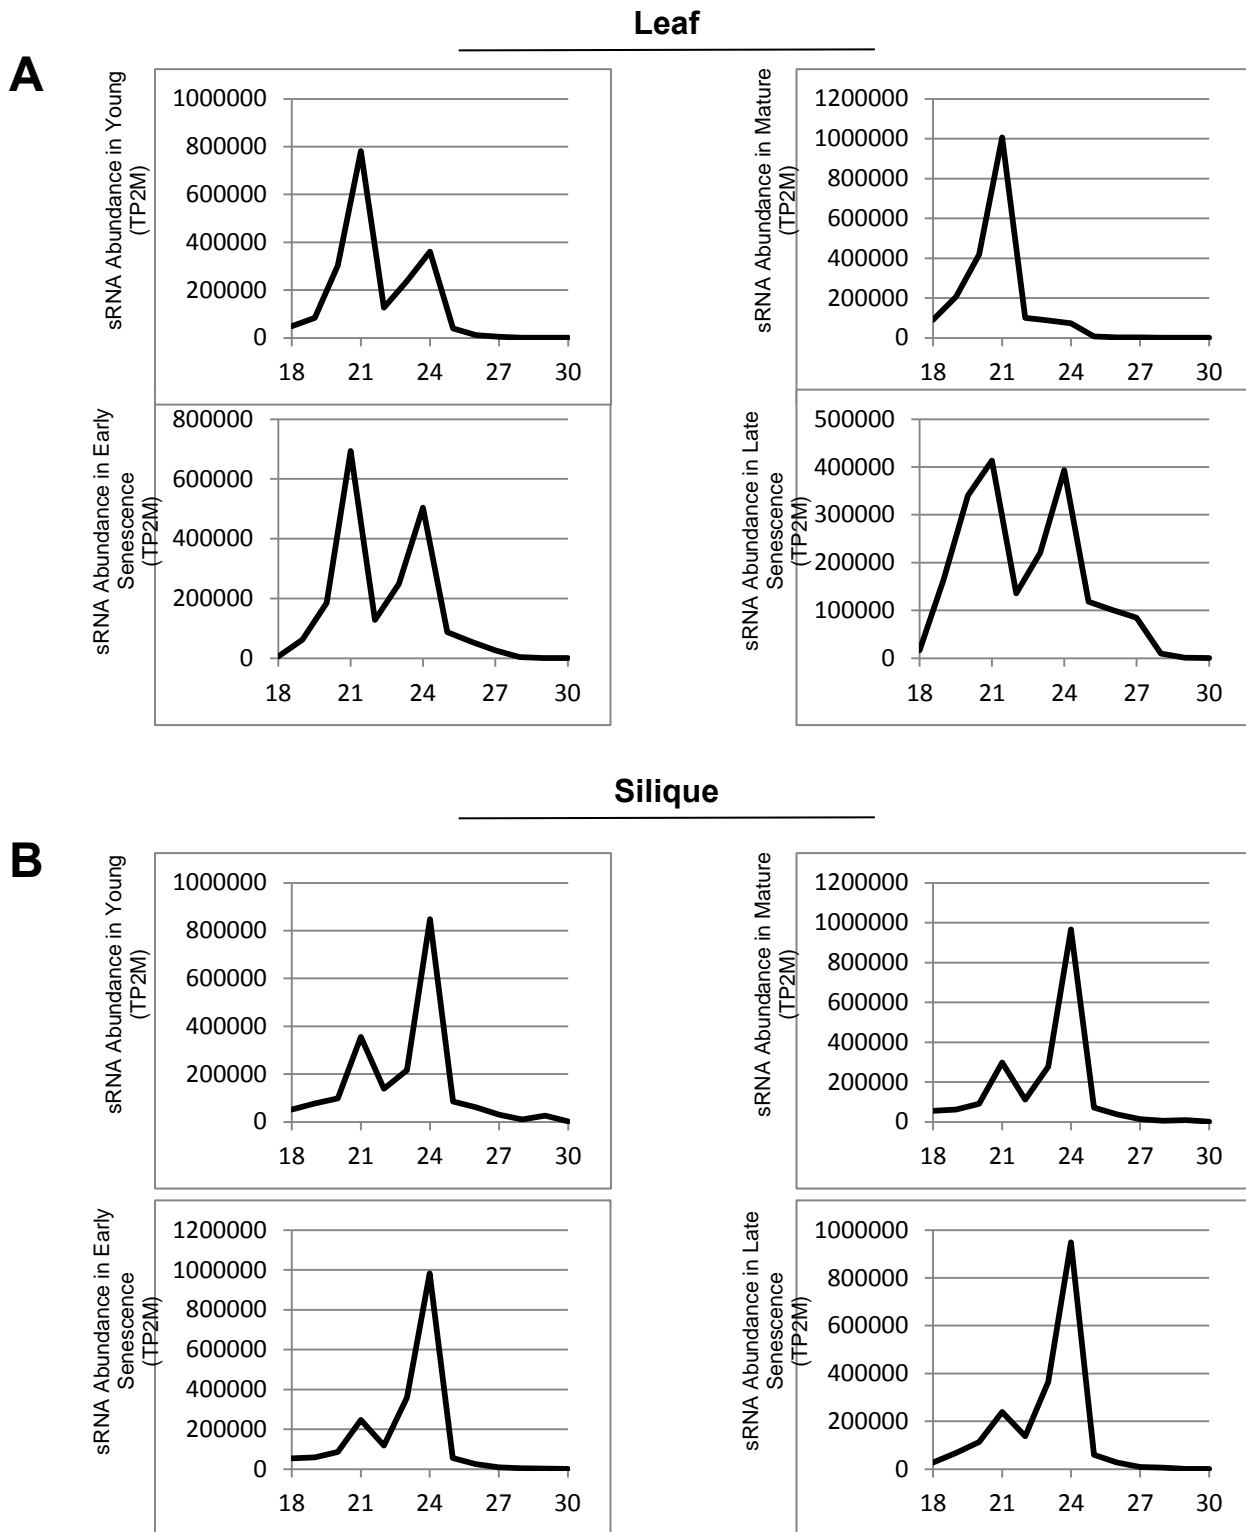 Leaf
A
sRNA Abundance in Young
(TP2M)
1000000
800000
600000
400000
200000
0
18 21 24 27 30
sRNA Abundance in Mature
(TP2M)
1200000
1000000
800000
600000
400000
200000
0
18 21 24 27 30
sRNA Abundance in Early
Senescence
(TP2M)
800000
600000
400000
200000
0
18 21 24 27 30
sRNA Abundance in Late
Senescence
(TP2M)
500000
400000
300000
200000
100000
0
18 21 24 27 30
Silique
B
sRNA Abundance in Young
(TP2M)
1000000
800000
600000
400000
200000
0
18 21 24 27 30
sRNA Abundance in Mature
(TP2M)
1200000
1000000
800000
600000
400000
200000
0
18 21 24 27 30
sRNA Abundance in Early
Senescence
(TP2M)
1200000
1000000
800000
600000
400000
200000
0
18 21 24 27 30
sRNA Abundance in Late
Senescence
(TP2M)
1000000
800000
600000
400000
200000
0
18 21 24 27 30